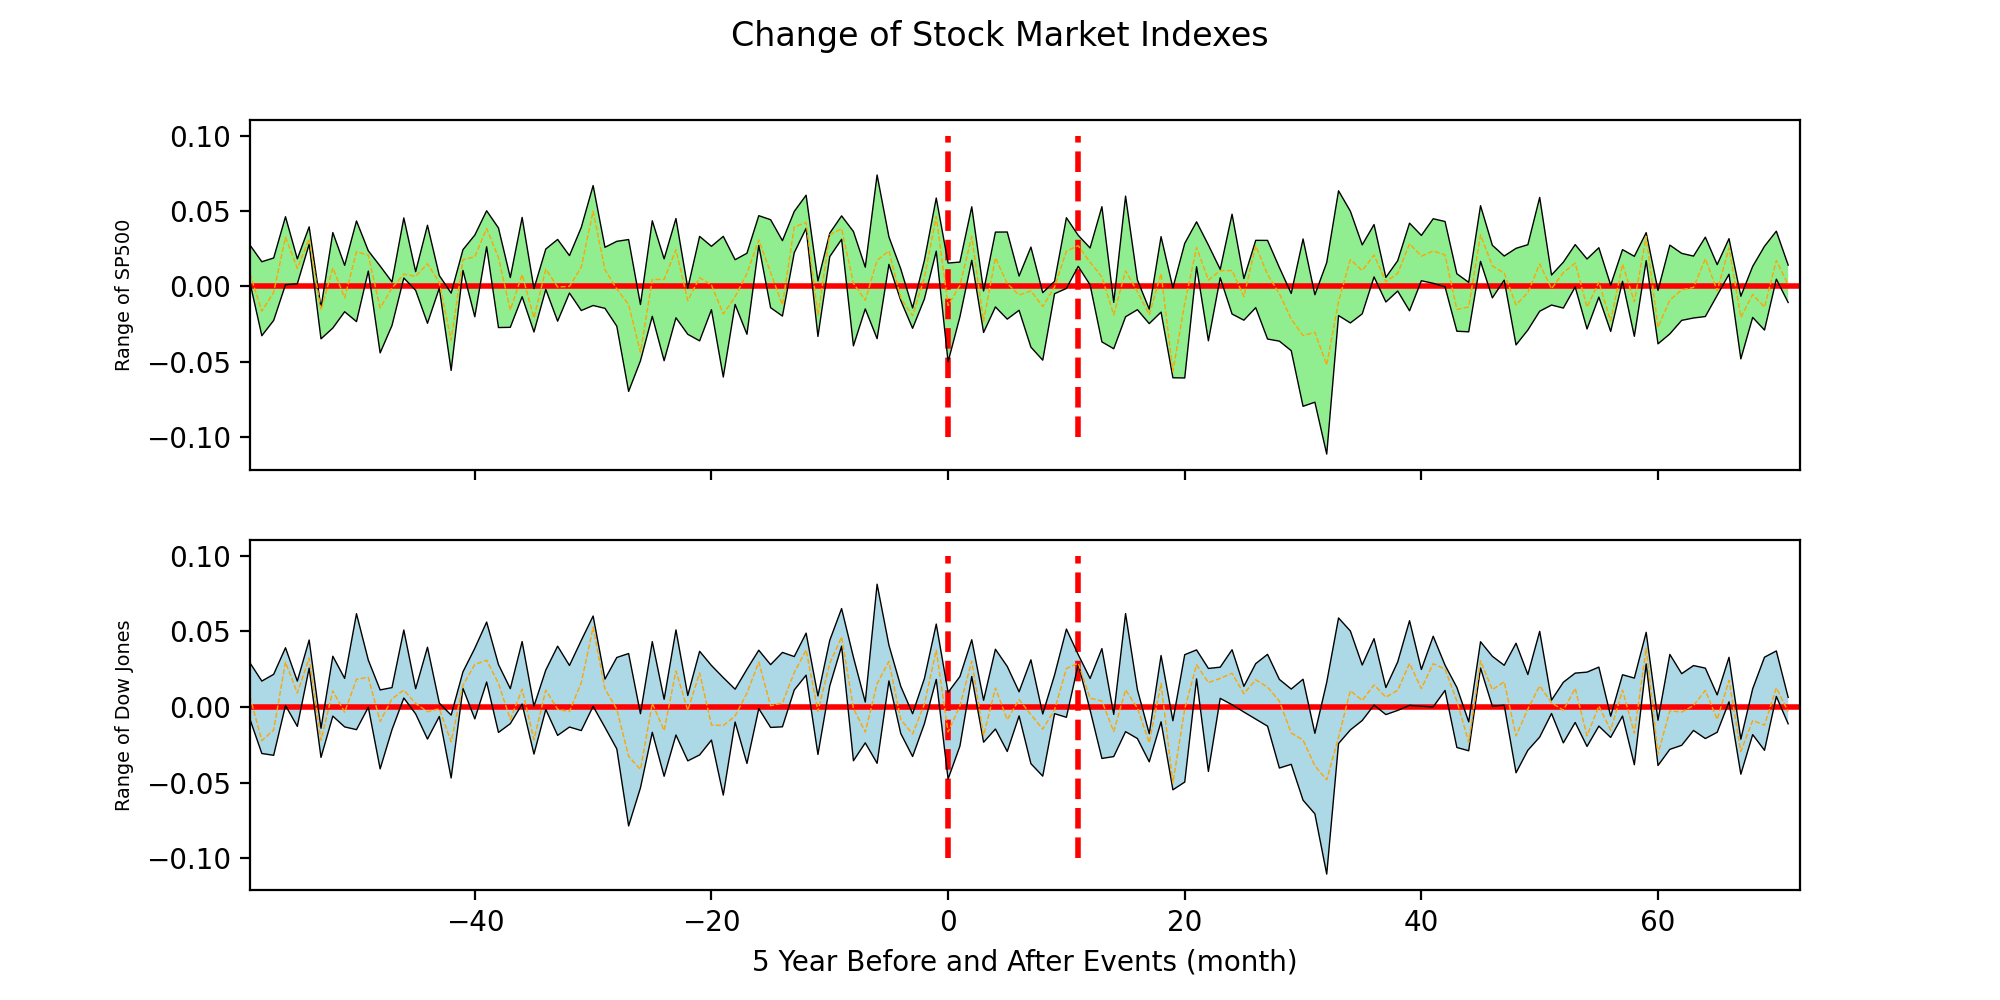 Change of Stock Market Indexes
0.10
0.05
0.00
−0.05
−0.10
Range of SP500
0.10
0.05
0.00
−0.05
−0.10
Range of Dow Jones
−40 −20 0 20 40 60
5 Year Before and After Events (month)